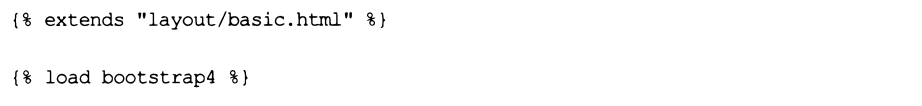 {% extends "layout/basic.html" %}
{% load bootstrap4 %}